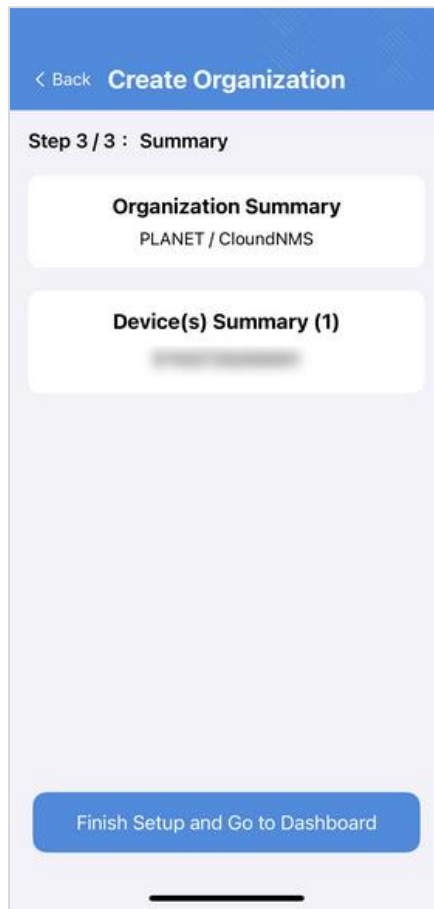 < Back Create Organization
Step 3 / 3 : Summary
Organization Summary
PLANET / CloundNMS
Device(s) Summary (1)
Finish Setup and Go to Dashboard